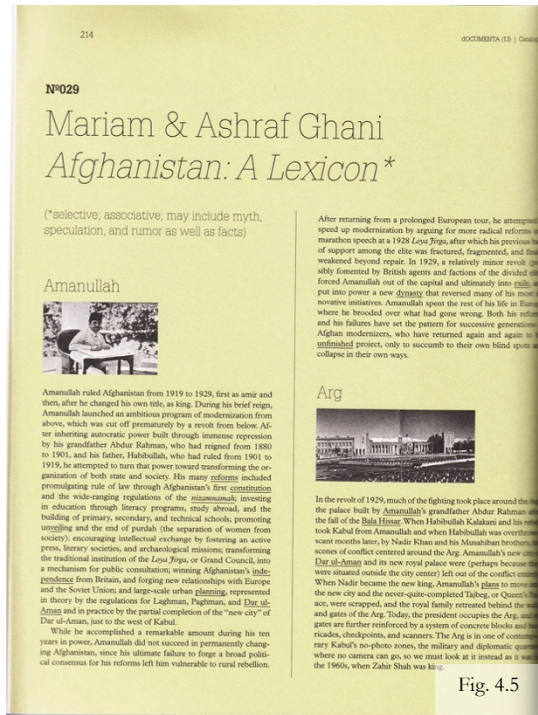 214
dOCUMENTA (13) | Catalog
Nº029
Mariam & Ashraf Ghani
Afghanistan: A Lexicon*
(*selective; associative; may include myth,
speculation, and rumor as well as facts)
Amanullah
Amanullah ruled Afghanistan from 1919 to 1929, first as amir and
then, after he changed his own title, as king. During his brief reign,
Amanullah launched an ambitious program of modernization from
above, which was cut off prematurely by a revolt from below. Af-
ter inheriting autocratic power built through immense repression
by his grandfather Abdur Rahman, who had reigned from 1880
to 1901, and his father, Habibullah, who had ruled from 1901 to
1919, he attempted to turn that power toward transforming the or-
ganization of both state and society. His many reforms included
promulgating rule of law through Afghanistan's first constitution
and the wide-ranging regulations of the nizamnamah; investing
in education through literacy programs, study abroad, and the
building of primary, secondary, and technical schools; promoting
unveiling and the end of purdah (the separation of women from
society); encouraging intellectual exchange by fostering an active
press, literary societies, and archaeological missions; transforming
the traditional institution of the Loya Jirga, or Grand Council, into
a mechanism for public consultation; winning Afghanistan's inde-
pendence from Britain, and forging new relationships with Europe
and the Soviet Union; and large-scale urban planning, represented
in theory by the regulations for Laghman, Paghman, and Dar ul-
Aman and in practice by the partial completion of the "new city" of
Dar ul-Aman, just to the west of Kabul.
While he accomplished a remarkable amount during his ten
years in power, Amanullah did not succeed in permanently chang-
ing Afghanistan, since his ultimate failure to forge a broad politi-
cal consensus for his reforms left him vulnerable to rural rebellion.
After returning from a prolonged European tour, he attempted
speed up modernization by arguing for more radical reforms
marathon speech at a 1928 Loya Jirga, after which his previous
of support among the elite was fractured, fragmented, and
weakened beyond repair. In 1929, a relatively minor revolt
sibly fomented by British agents and factions of the divided
forced Amanullah out of the capital and ultimately into exile,
put into power a new dynasty that reversed many of his most
novative initiatives. Amanullah spent the rest of his life in
where he brooded over what had gone wrong. Both his
and his failures have set the pattern for successive generations
Afghan modernizers, who have returned again and again to
unfinished project, only to succumb to their own blind spots
collapse in their own ways.
Arg
In the revolt of 1929, much of the fighting took place around the
the palace built by Amanullah's grandfather Abdur Rahman
the fall of the Bala Hissar. When Habibullah Kalakani and his
took Kabul from Amanullah and when Habibullah was
scant months later, by Nadir Khan and his Musahiban brothers,
scenes of conflict centered around the Arg. Amanullah's new
Dar ul-Aman and its new royal palace were (perhaps because
were situated outside the city center) left out of the conflict
When Nadir became the new king, Amanullah's plans to move
the new city and the never-quite-completed Tajbeg, or Queen's
ace, were scrapped, and the royal family retreated behind the
and gates of the Arg. Today, the president occupies the Arg,
gates are further reinforced by a system of concrete blocks and
ricades, checkpoints, and scanners. The Arg is in one of
rary Kabul's no-photo zones, the military and diplomatic
where no camera can go, so we must look at it instead as it
the 1960s, when Zahir Shah was king.
Fig. 4.5